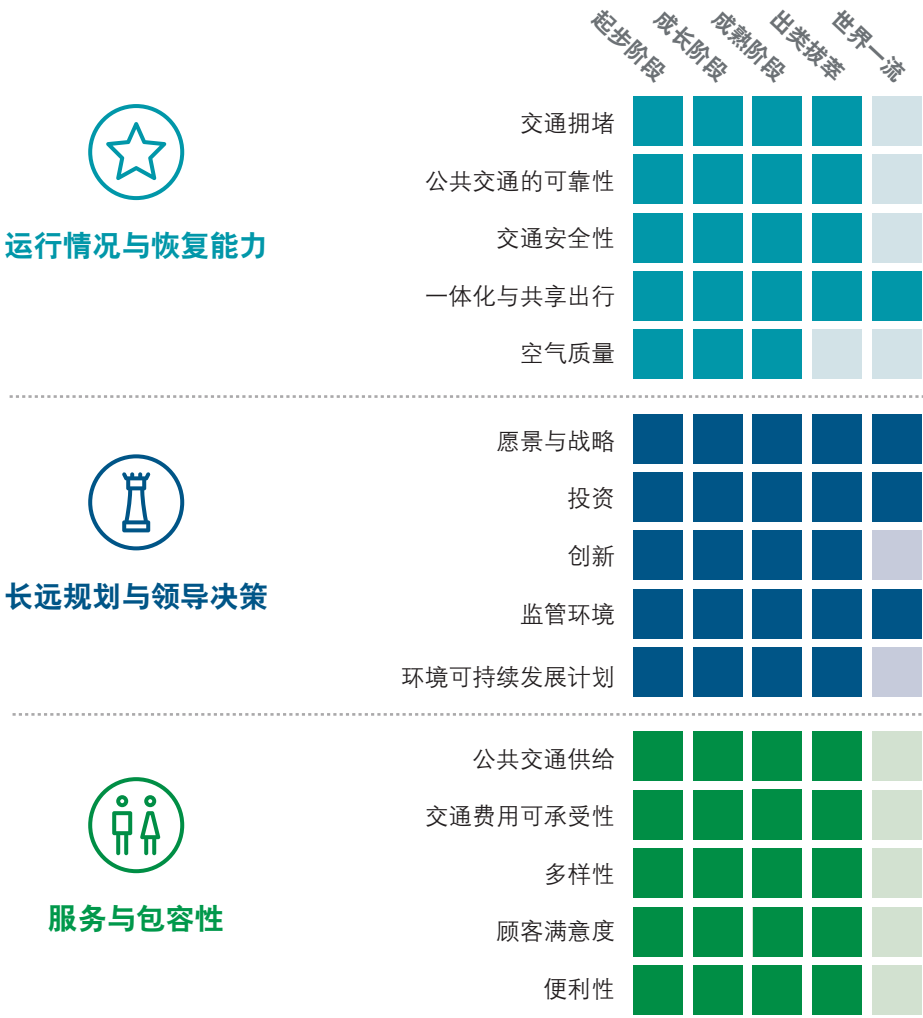 起步阶段
成长阶段
成熟阶段
出类拔萃
世界一流
运行情况与恢复能力
交通拥堵
公共交通的可靠性
交通安全性
一体化与共享出行
空气质量
长远规划与领导决策
愿景与战略
投资
创新
监管环境
环境可持续发展计划
服务与包容性
公共交通供给
交通费用可承受性
多样性
顾客满意度
便利性